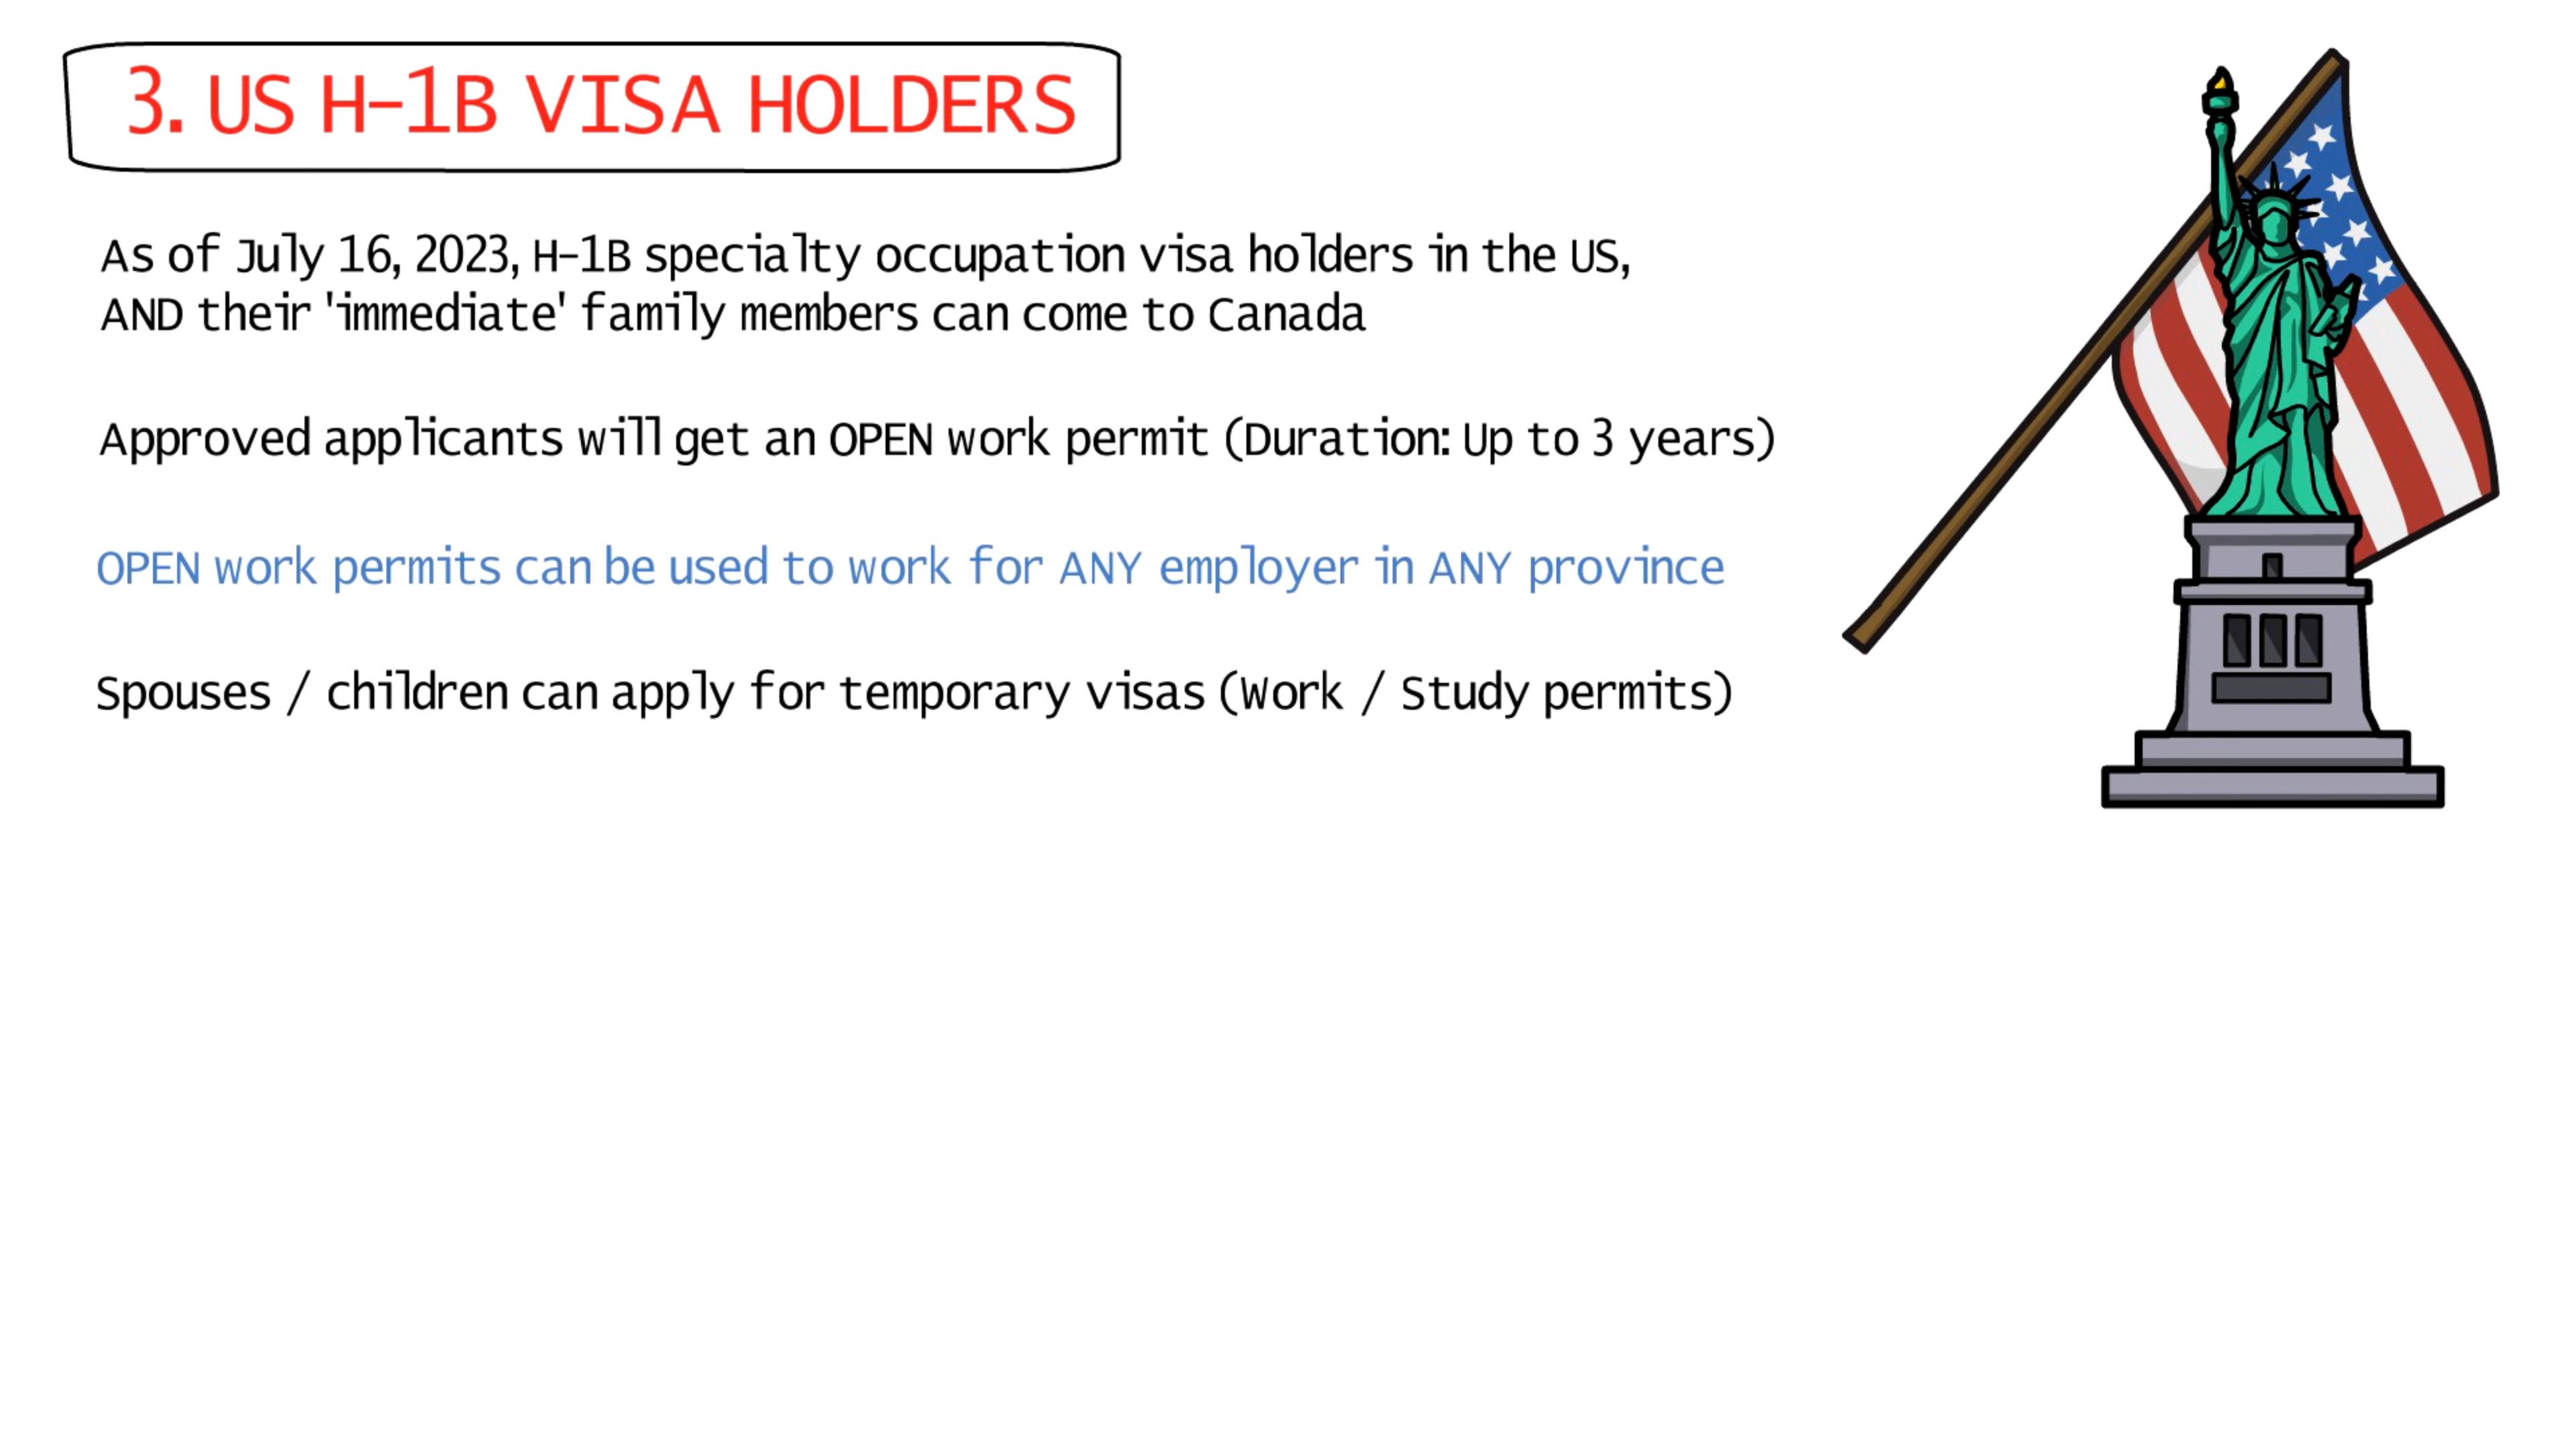 3. US H-1B VISA HOLDERS
As of July 16, 2023, H-1B specialty occupation visa holders in the US,
AND their 'immediate' family members can come to Canada
Approved applicants will get an OPEN work permit (Duration: Up to 3 years)
OPEN work permits can be used to work for ANY employer in ANY province
Spouses / children can apply for temporary visas (Work / Study permits)